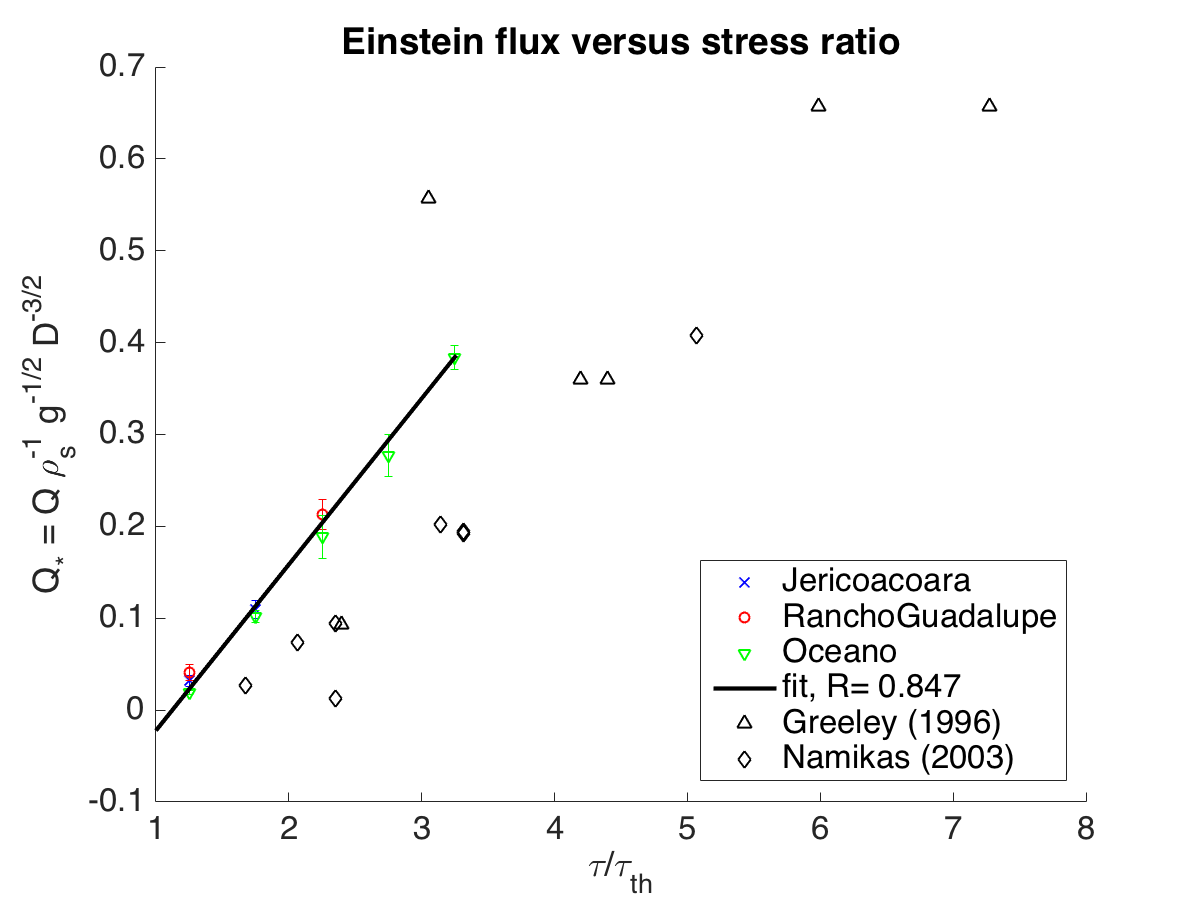 Einstein flux versus stress ratio
0.7
0.6
0.5
0.4
0.3
0.2
0.1
0
-0.1
Q* = Q ρs-1 g-1/2 D-3/2
1 2 3 4 5 6 7 8
τ/τth
Jericoacoara
RanchoGuadalupe
Oceano
fit, R= 0.847
Greeley (1996)
Namikas (2003)